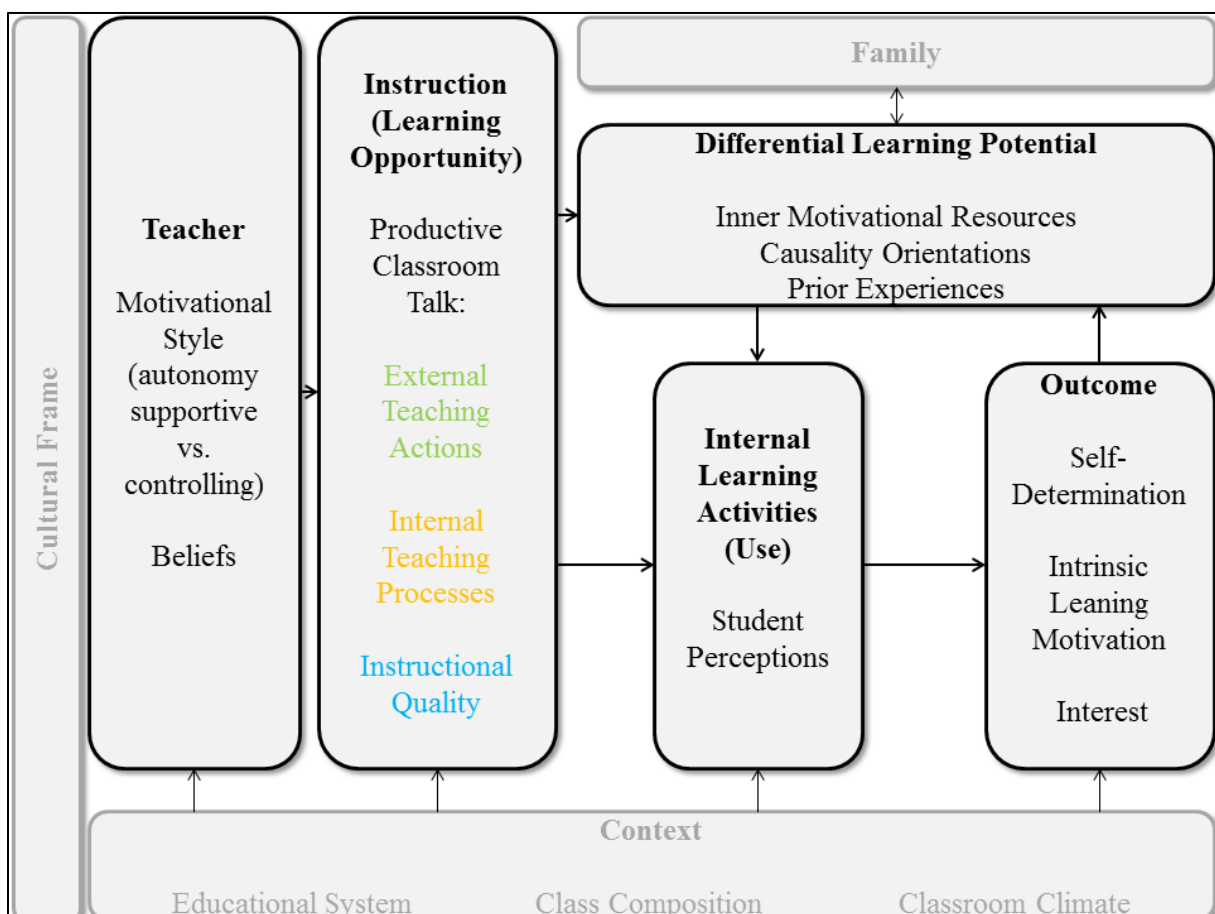 Cultural Frame
Teacher
Motivational
Style
(autonomy
supportive
vs.
controlling)
Beliefs
Instruction
(Learning
Opportunity)
Productive
Classroom
Talk:
External
Teaching
Actions
Internal
Teaching
Processes
Instructional
Quality
Family
Differential Learning Potential
Inner Motivational Resources
Causality Orientations
Prior Experiences
Internal
Learning
Activities
(Use)
Student
Perceptions
Outcome
Self-
Determination
Intrinsic
Leaning
Motivation
Interest
Context
Educational System
Class Composition
Classroom Climate